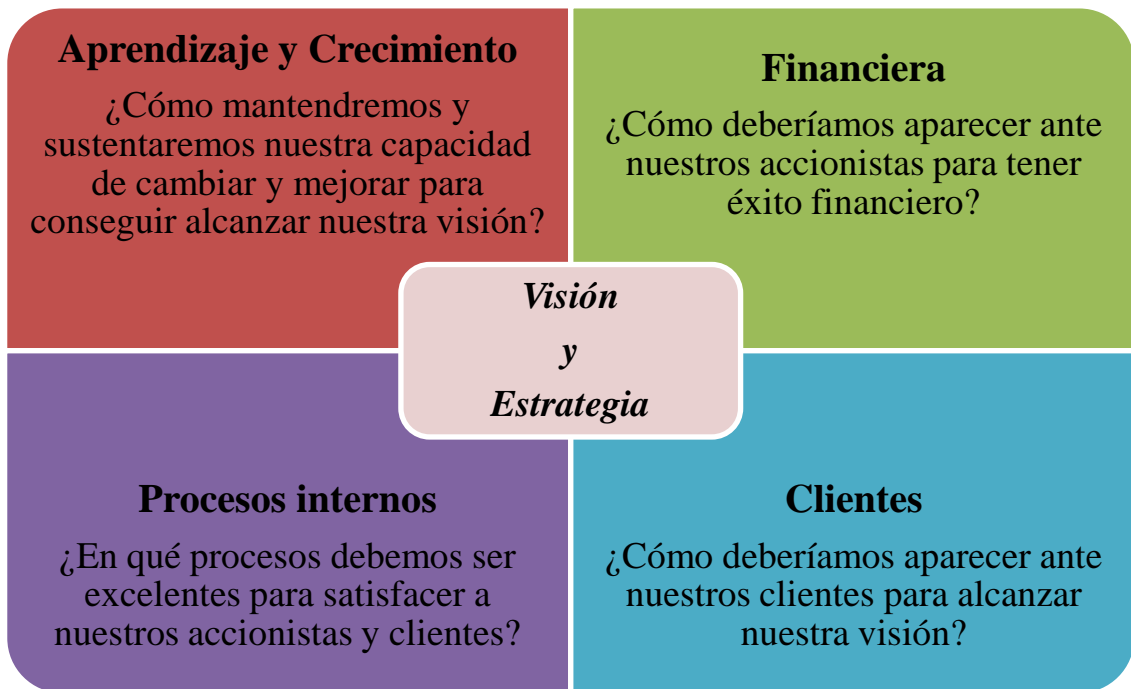 Aprendizaje y Crecimiento
¿Cómo mantendremos y
sustentaremos nuestra capacidad
de cambiar y mejorar para
conseguir alcanzar nuestra visión?
Financiera
¿Cómo deberíamos aparecer ante
nuestros accionistas para tener
éxito financiero?
Visión
y
Estrategia
Procesos internos
¿En qué procesos debemos ser
excelentes para satisfacer a
nuestros accionistas y clientes?
Clientes
¿Cómo deberíamos aparecer ante
nuestros clientes para alcanzar
nuestra visión?